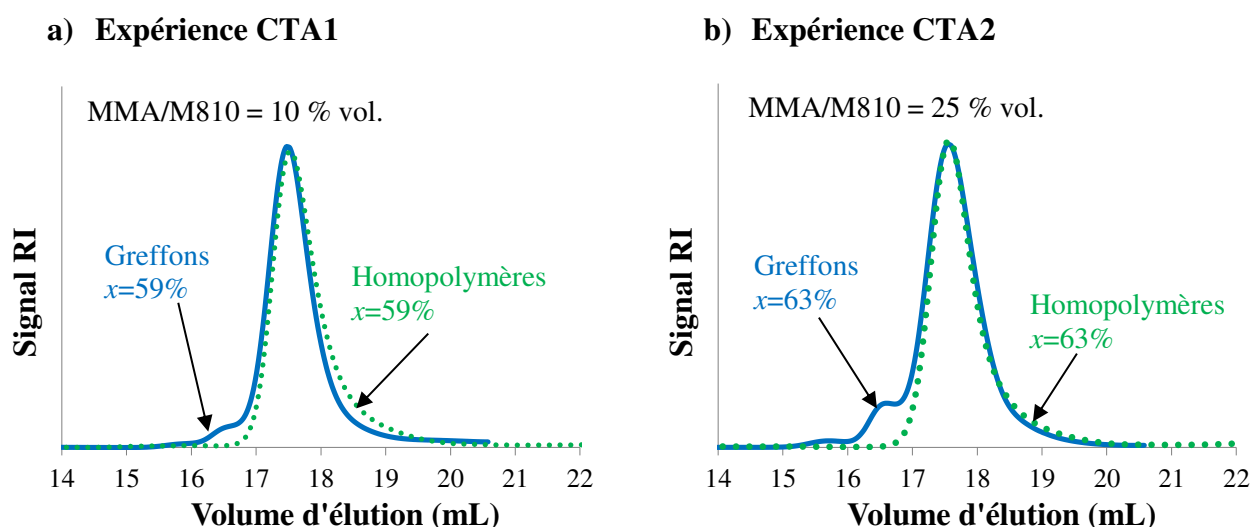 a) Expérience CTA1
MMA/M810 = 10 % vol.
Greffons
x=59%
Homopolymères
x=59%
Signal RI
14 15 16 17 18 19 20 21 22
Volume d'élution (mL)
b) Expérience CTA2
MMA/M810 = 25 % vol.
Greffons
x=63%
Homopolymères
x=63%
Signal RI
14 15 16 17 18 19 20 21 22
Volume d'élution (mL)